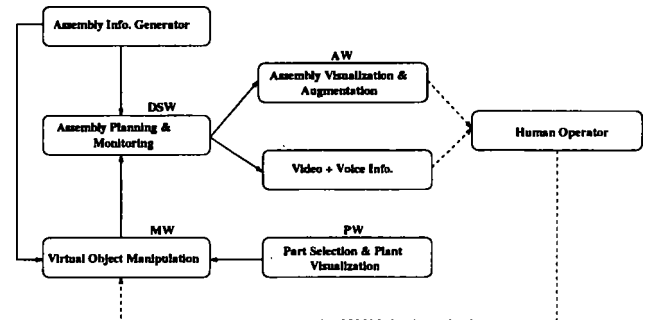 Assembly Info. Generator
AW
Assembly Visualization &
Augmentation
DSW
Assembly Planning &
Monitoring
Human Operator
Video + Voice Info.
MW
Virtual Object Manipulation
PW
Part Selection & Plant
Visualization